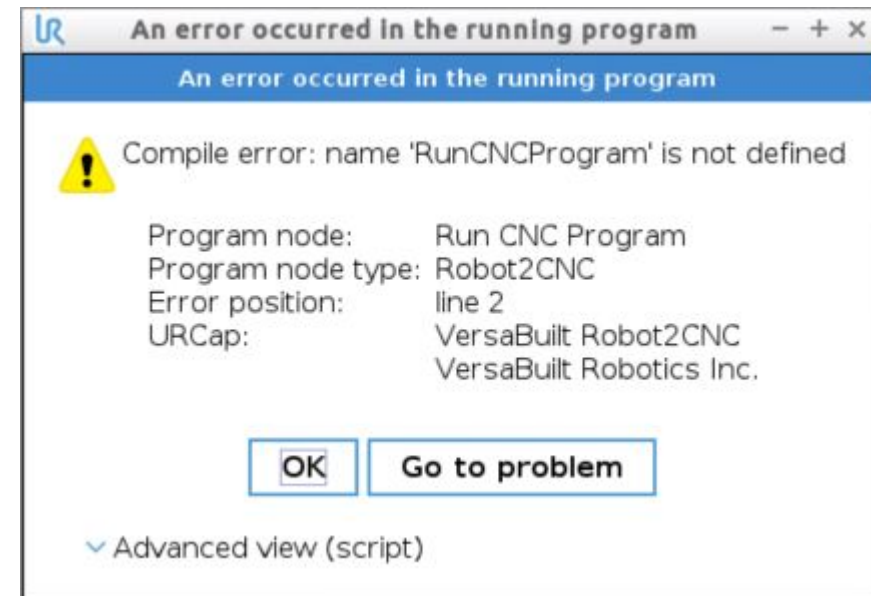 UR An error occurred in the running program
An error occurred in the running program
Compile error: name 'RunCNCProgram' is not defined
Program node: Run CNC Program
Program node type: Robot2CNC
Error position: line 2
URCap: VersaBuilt Robot2CNC
VersaBuilt Robotics Inc.
OK Go to problem
Advanced view (script)